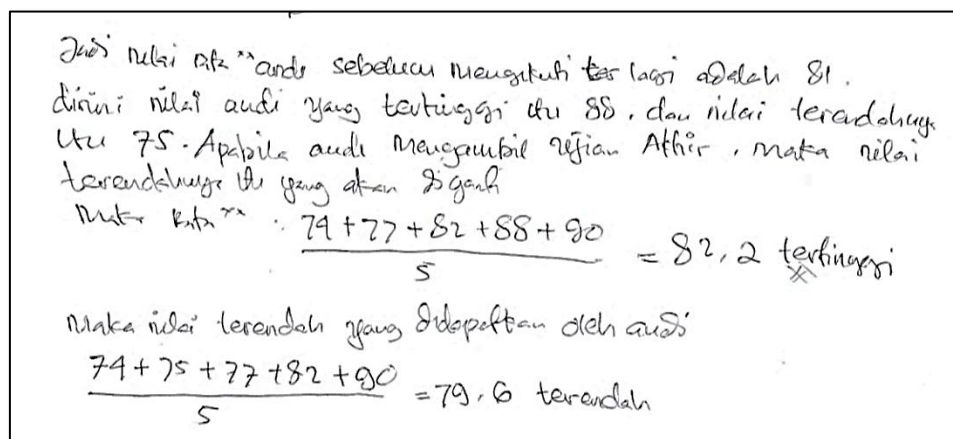 Jadi nilai rata ** andi sebelum mengikuti tes lagi adalah 81.
disini nilai audi yang tertinggi itu 88, dan nilai terendahnya
itu 75. Apabila audi mengambil ujian Akhir, maka nilai
terendahnya itu yang akan diganti
Maka Rata **
74 + 77 + 82 + 88 + 90
5
= 82,2 tertinggi
Maka nilai terendah yang didapatkan oleh audi
74 + 75 + 77 + 82 + 90
5
= 79,6 terendah